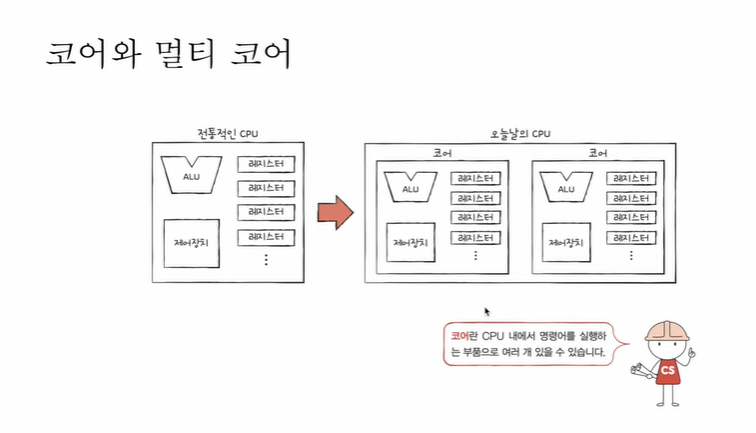 코어와 멀티 코어
전통적인 CPU
ALU
레지스터
레지스터
레지스터
레지스터
제어장치
오늘날의 CPU
코어
ALU
레지스터
레지스터
레지스터
레지스터
제어장치
코어
ALU
레지스터
레지스터
레지스터
레지스터
제어장치
코어란 CPU 내에서 명령어를 실행하
는 부품으로 여러 개 있을 수 있습니다.
CS